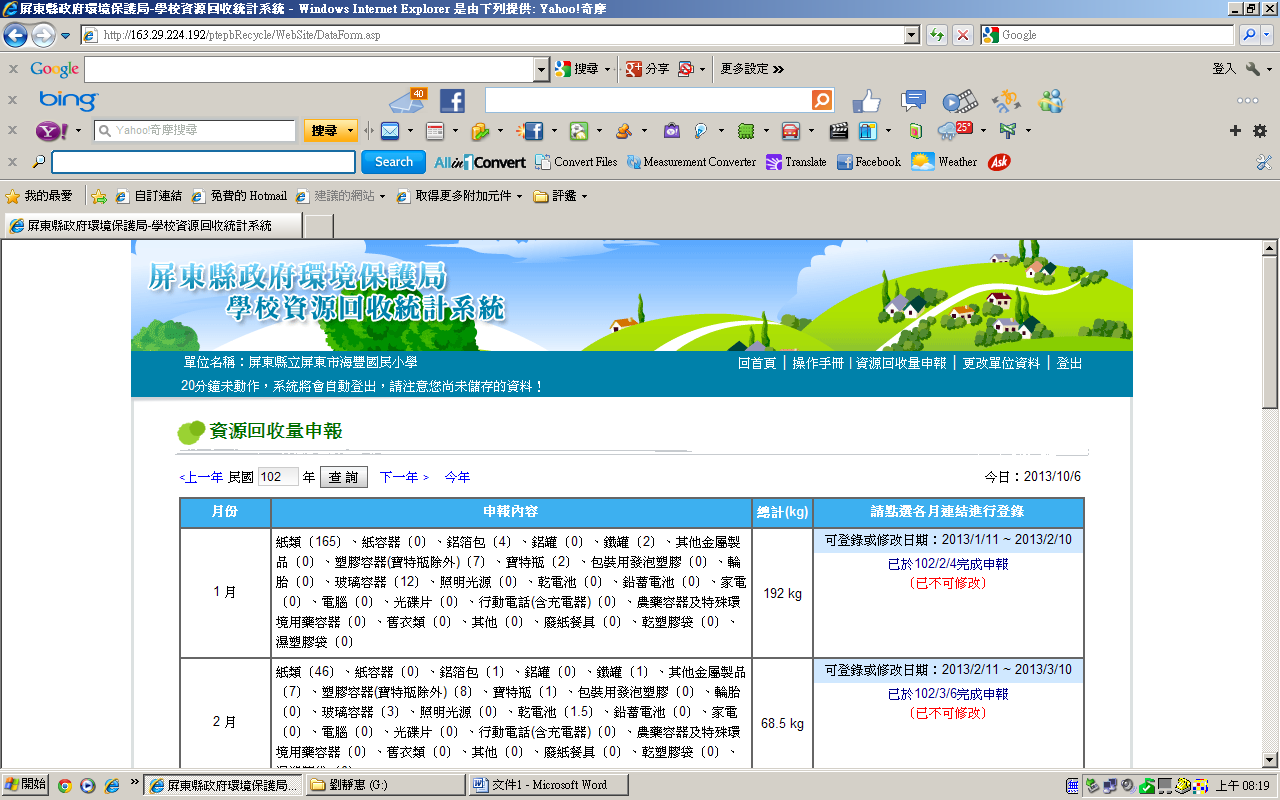 屏東縣政府環境保護局-學校資源回收統計系統 - Windows Internet Explorer 是由下列提供: Yahoo!奇摩
http://163.29.224.192/ptepbRecycle/WebSite/DataForm.asp
Google
Google 搜尋 分享 更多設定 登入
bing 40
Y! Yahoo!奇摩搜尋 搜尋 25°
Search All in 1 Convert Convert Files Measurement Converter Translate Facebook Weather Ask
我的最愛 自訂連結 免費的 Hotmail 建議的網站 取得更多附加元件 評鑑
屏東縣政府環境保護局-學校資源回收統計系統
屏東縣政府環境保護局
學校資源回收統計系統
單位名稱：屏東縣立屏東市海豐國民小學
回首頁 | 操作手冊 | 資源回收量申報 | 更改單位資料 | 登出
20分鐘未動作，系統將會自動登出，請注意您尚未儲存的資料！
資源回收量申報
<上一年 民國 102 年 查 詢 下一年 > 今年 今日：2013/10/6
月份 申報內容 總計(kg) 請點選各月連結進行登錄
1 月
紙類（165）、紙容器（0）、鋁箔包（4）、鋁罐（0）、鐵罐（2）、其他金屬製
品（0）、塑膠容器(寶特瓶除外)（7）、寶特瓶（2）、包裝用發泡塑膠（0）、輪
胎（0）、玻璃容器（12）、照明光源（0）、乾電池（0）、鉛蓄電池（0）、家電
（0）、電腦（0）、光碟片（0）、行動電話(含充電器)（0）、農藥容器及特殊環
境用藥容器（0）、舊衣類（0）、其他（0）、廢紙餐具（0）、乾塑膠袋（0）、
濕塑膠袋（0）
192 kg
可登錄或修改日期：2013/1/11 ~ 2013/2/10
已於102/2/4完成申報
（已不可修改）
2 月
紙類（46）、紙容器（0）、鋁箔包（1）、鋁罐（0）、鐵罐（1）、其他金屬製品
（7）、塑膠容器(寶特瓶除外)（8）、寶特瓶（1）、包裝用發泡塑膠（0）、輪胎
（0）、玻璃容器（3）、照明光源（0）、乾電池（1.5）、鉛蓄電池（0）、家電
（0）、電腦（0）、光碟片（0）、行動電話(含充電器)（0）、農藥容器及特殊環
境用藥容器（0）、舊衣類（0）、其他（0）、廢紙餐具（0）、乾塑膠袋（0）、
68.5 kg
可登錄或修改日期：2013/2/11 ~ 2013/3/10
已於102/3/6完成申報
（已不可修改）
開始 屏東縣政府環境保護局... 劉靜惠 (G:) 文件1 - Microsoft Word 上午 08:19